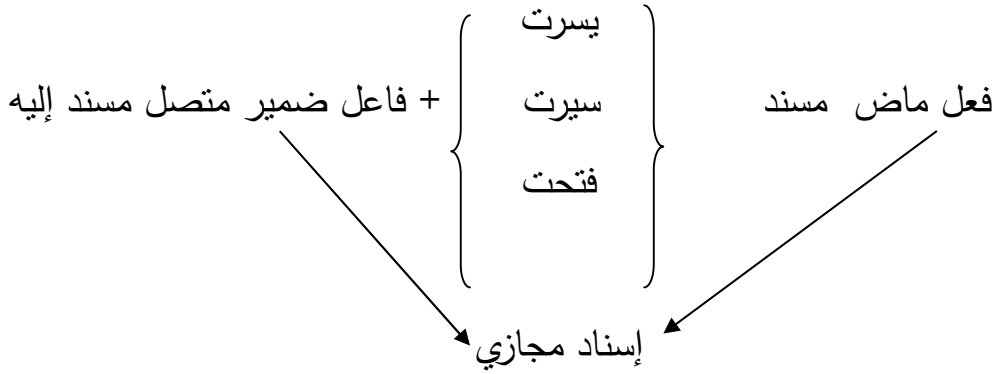 يسرت
فعل ماض مسند سيرت + فاعل ضمير متصل مسند إليه
فتحت
إسناد مجازي